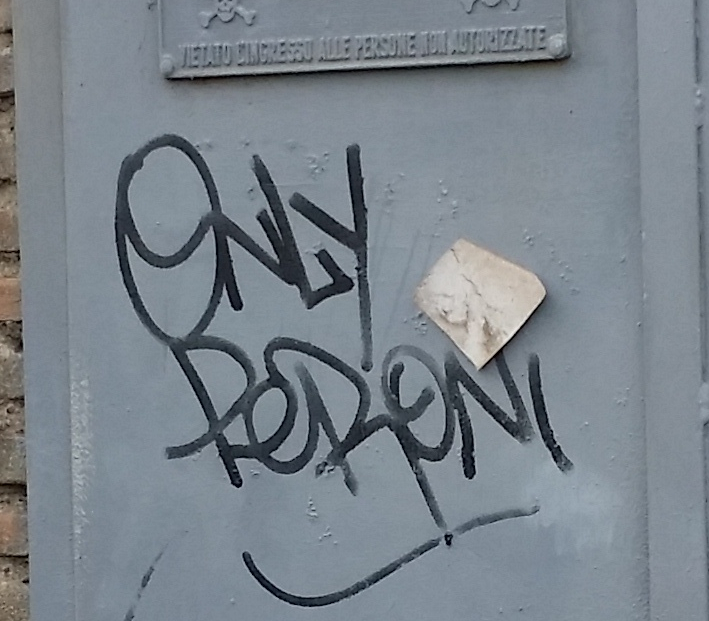 VIETATO L'INGRESSO ALLE PERSONE NON AUTORIZZATE
ONLY
PERONI